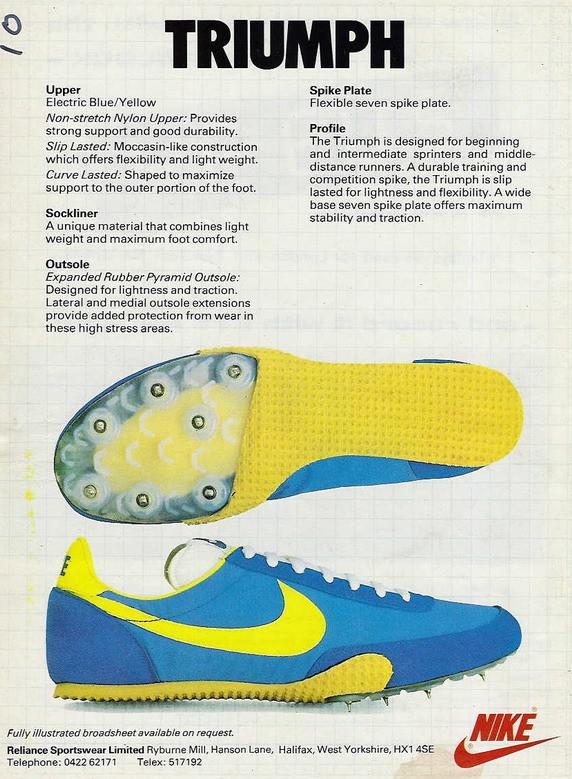 10
TRIUMPH
Upper
Electric Blue/Yellow
Non-stretch Nylon Upper: Provides
strong support and good durability.
Slip Lasted: Moccasin-like construction
which offers flexibility and light weight.
Curve Lasted: Shaped to maximize
support to the outer portion of the foot.
Sockliner
A unique material that combines light
weight and maximum foot comfort.
Outsole
Expanded Rubber Pyramid Outsole:
Designed for lightness and traction.
Lateral and medial outsole extensions
provide added protection from wear in
these high stress areas.
Spike Plate
Flexible seven spike plate.
Profile
The Triumph is designed for beginning
and intermediate sprinters and middle-
distance runners. A durable training and
competition spike, the Triumph is slip
lasted for lightness and flexibility. A wide
base seven spike plate offers maximum
stability and traction.
Fully illustrated broadsheet available on request.
Reliance Sportswear Limited Ryburne Mill, Hanson Lane, Halifax, West Yorkshire, HX1 4SE
Telephone: 0422 62171 Telex: 517192
NIKE